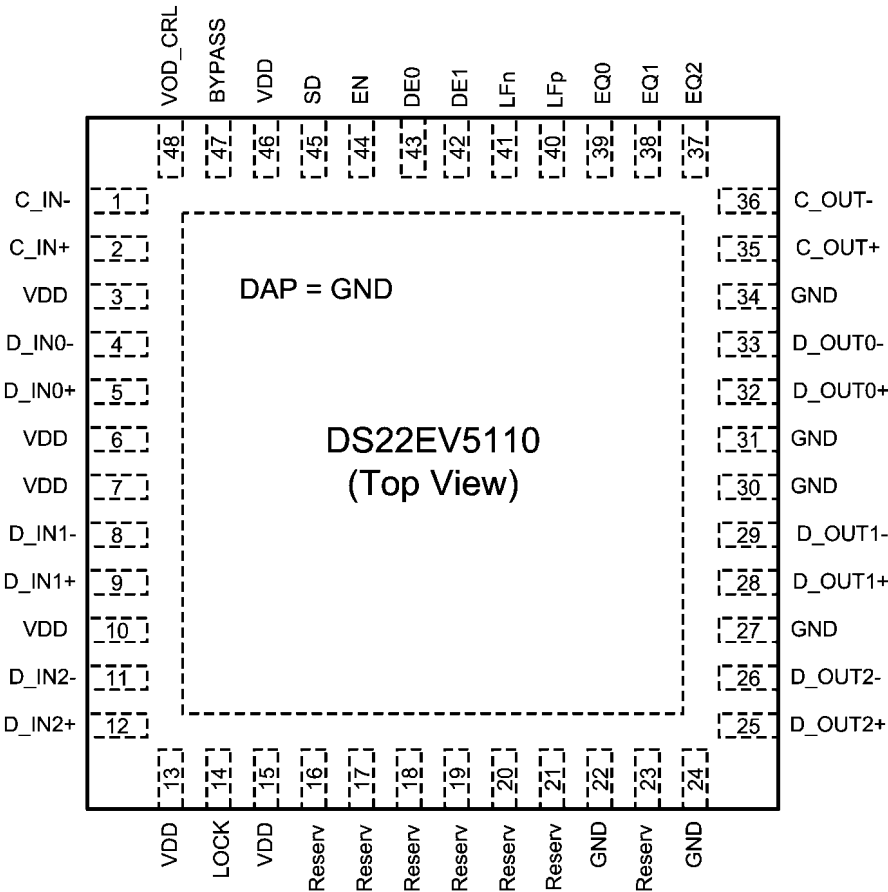 VOD_CRL
BYPASS
VDD
SD
EN
DE0
DE1
LFn
LFp
EQ0
EQ1
EQ2
48
47
46
45
44
43
42
41
40
39
38
37
C_IN- 1
C_IN+ 2
VDD 3
D_IN0- 4
D_IN0+ 5
VDD 6
VDD 7
D_IN1- 8
D_IN1+ 9
VDD 10
D_IN2- 11
D_IN2+ 12
DAP = GND
DS22EV5110
(Top View)
36 C_OUT-
35 C_OUT+
34 GND
33 D_OUT0-
32 D_OUT0+
31 GND
30 GND
29 D_OUT1-
28 D_OUT1+
27 GND
26 D_OUT2-
25 D_OUT2+
13
14
15
16
17
18
19
20
21
22
23
24
VDD
LOCK
VDD
Reserv
Reserv
Reserv
Reserv
Reserv
Reserv
GND
Reserv
GND